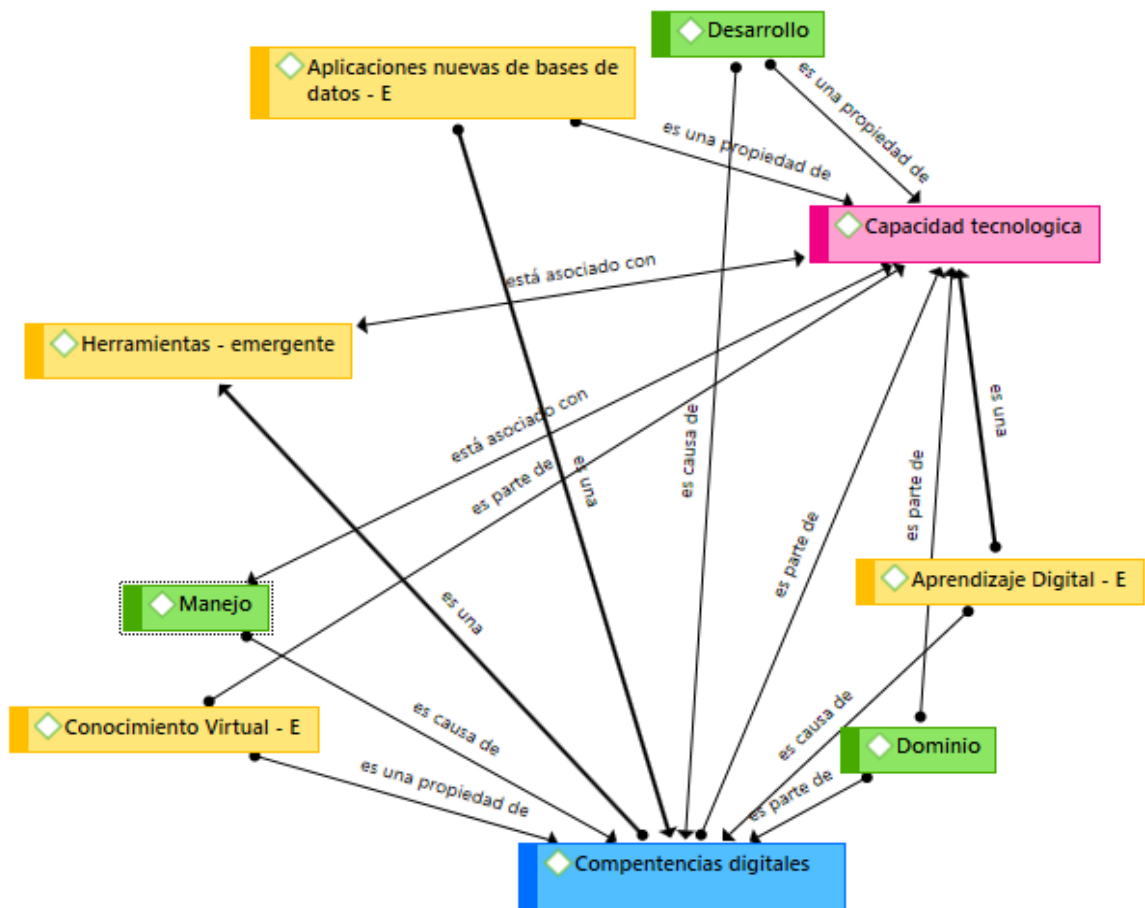 Desarrollo
Aplicaciones nuevas de bases de
datos - E
es una propiedad de
es una propiedad de
Capacidad tecnologica
está asociado con
Herramientas - emergente
es causa de
es una
está asociado con
es parte de
es una
es parte de
es parte de
Aprendizaje Digital - E
Manejo
es una
Conocimiento Virtual - E
es causa de
es causa de
Dominio
es una propiedad de
es parte de
Compentencias digitales